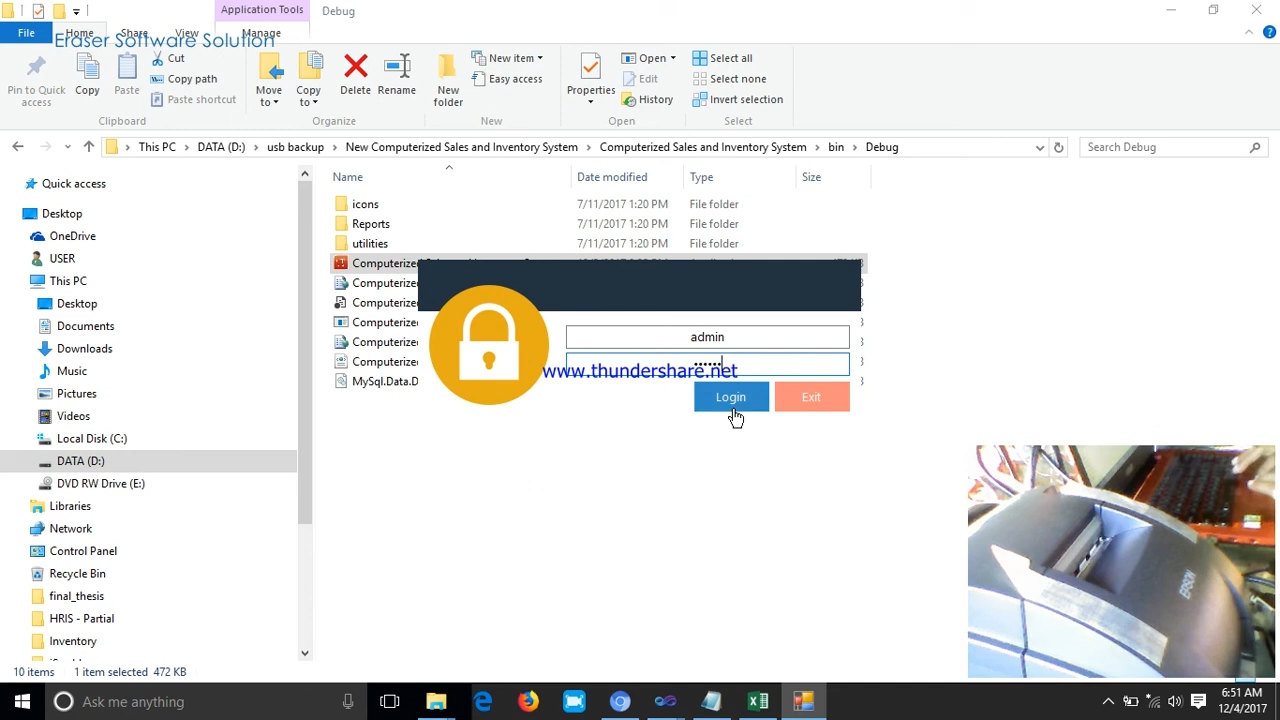 Application Tools
Debug
File
Home
Share
View
Manage
Eraser Software Solution
Pin to Quick access
Copy
Paste
Cut
Copy path
Paste shortcut
Move to
Copy to
Delete
Rename
New folder
New item
Easy access
Properties
Open
Edit
History
Select all
Select none
Invert selection
Clipboard
Organize
New
Open
Select
This PC > DATA (D:) > usb backup > New Computerized Sales and Inventory System > Computerized Sales and Inventory System > bin > Debug
Search Debug
Name
Date modified
Type
Size
icons 7/11/2017 1:20 PM File folder
Reports 7/11/2017 1:20 PM File folder
utilities 7/11/2017 1:20 PM File folder
Computerized
Computerized
Computerized
Computerized
Computerized
Computerized
MySql.Data.D
admin
••••••
www.thundershare.net
Login
Exit
Quick access
Desktop
OneDrive
USER
This PC
Desktop
Documents
Downloads
Music
Pictures
Videos
Local Disk (C:)
DATA (D:)
DVD RW Drive (E:)
Libraries
Network
Control Panel
Recycle Bin
final_thesis
HRIS - Partial
Inventory
EPSON
10 items
1 item selected 472 KB
Ask me anything
6:51 AM
12/4/2017